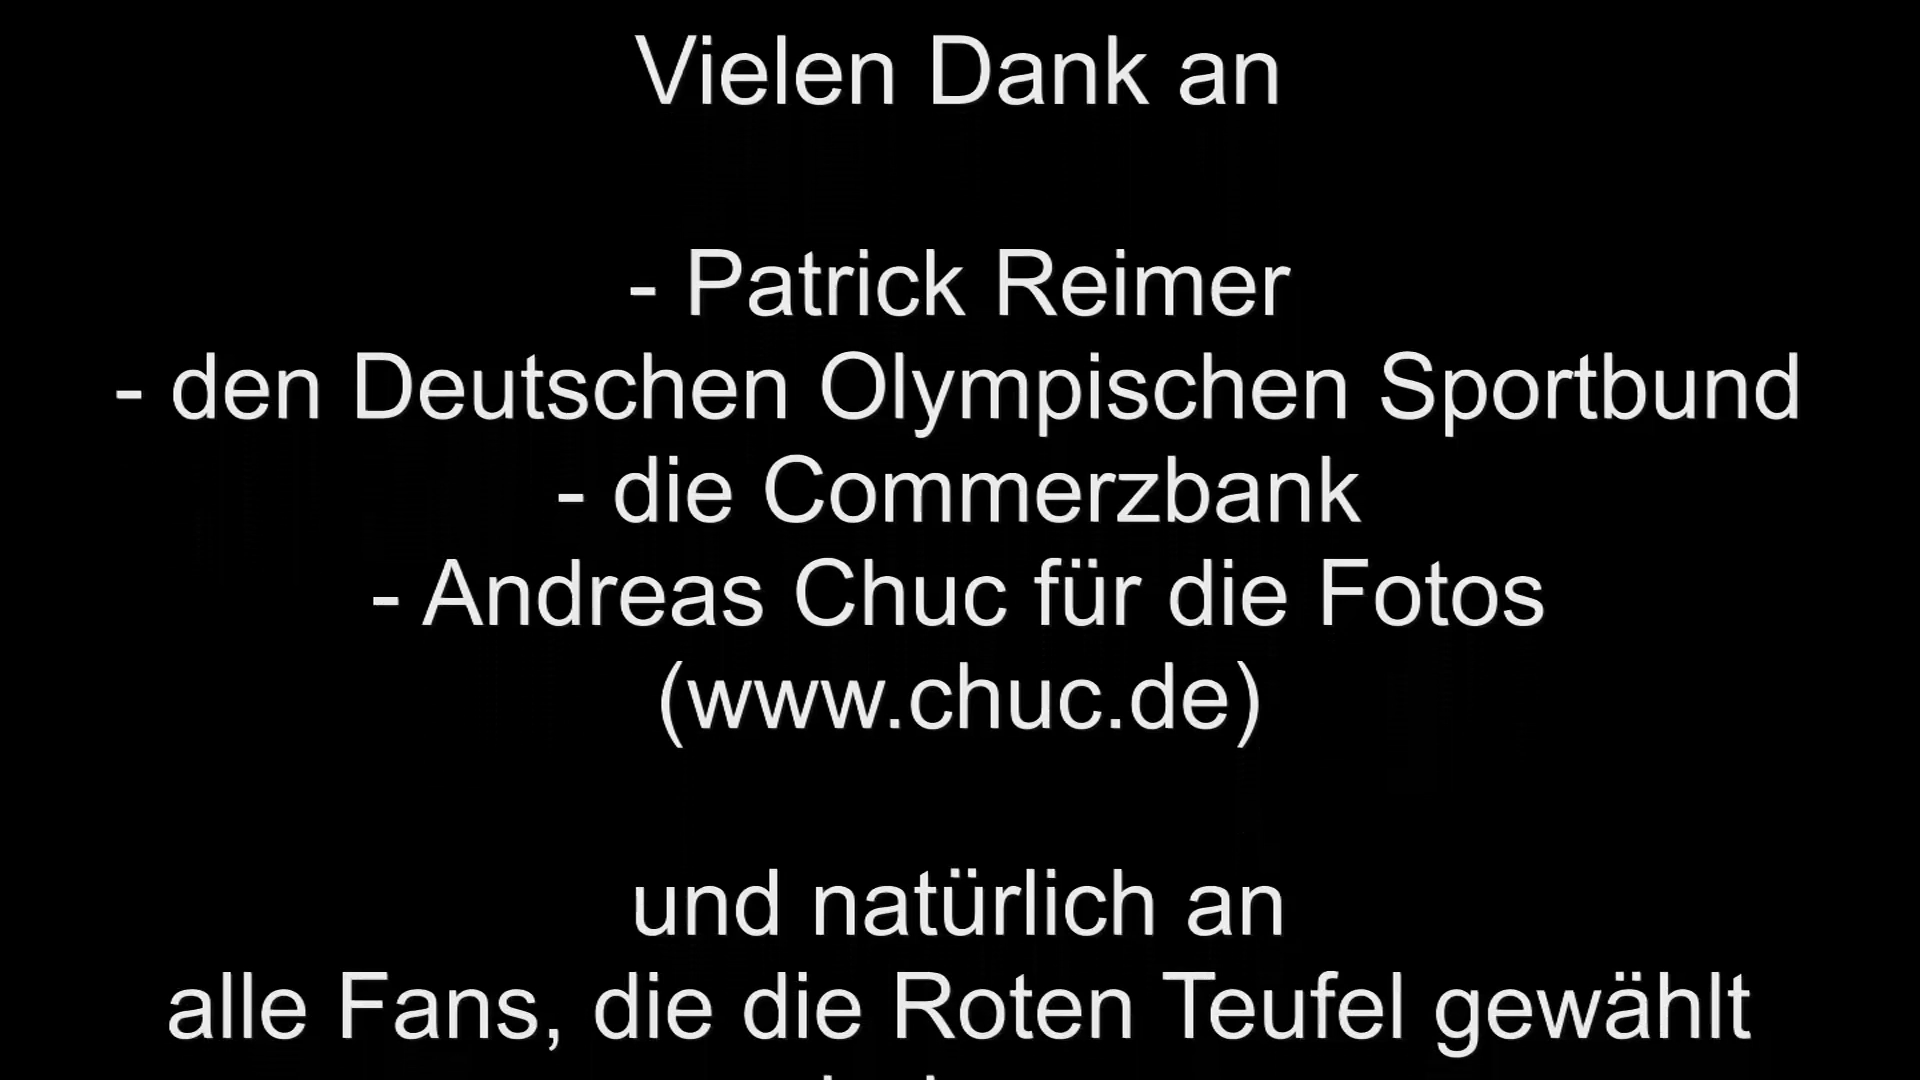 Vielen Dank an
- Patrick Reimer
- den Deutschen Olympischen Sportbund
- die Commerzbank
- Andreas Chuc für die Fotos
(www.chuc.de)
und natürlich an
alle Fans, die die Roten Teufel gewählt